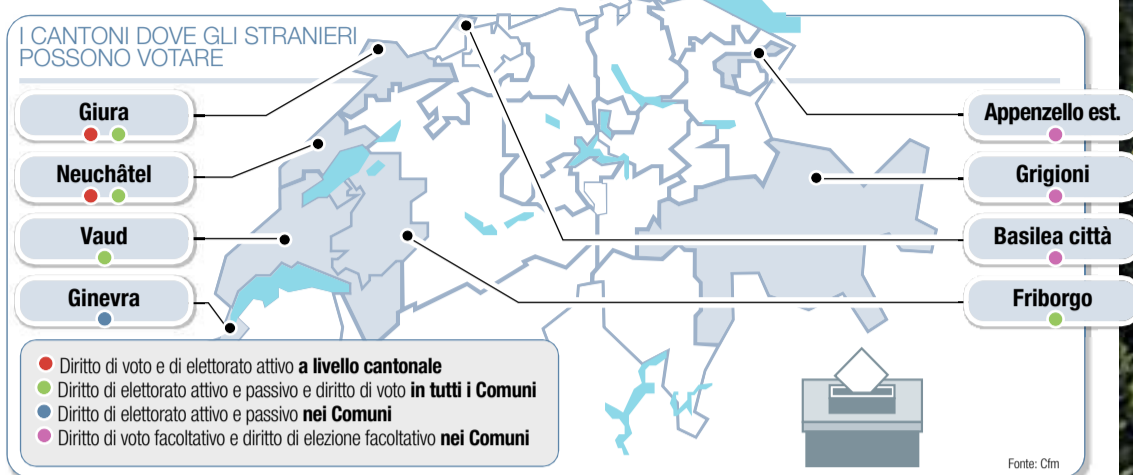 I CANTONI DOVE GLI STRANIERI
POSSONO VOTARE
Giura
Neuchâtel
Vaud
Ginevra
Appenzello est.
Grigioni
Basilea città
Friborgo
Diritto di voto e di elettorato attivo a livello cantonale
Diritto di elettorato attivo e passivo e diritto di voto in tutti i Comuni
Diritto di elettorato attivo e passivo nei Comuni
Diritto di voto facoltativo e diritto di elezione facoltativo nei Comuni
Fonte: Cfm